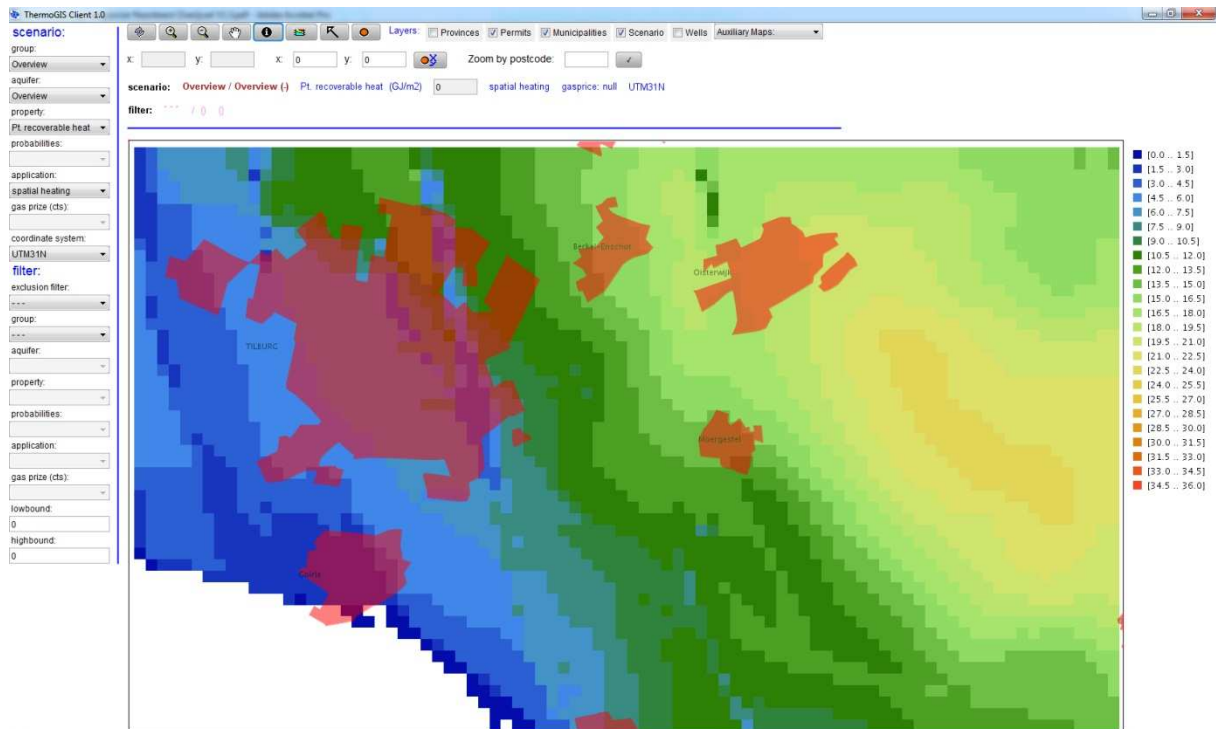 ThermoGIS Client 1.0
scenario:
group:
Overview
aquifer:
Overview
property:
Pt. recoverable heat
probabilities:
application:
spatial heating
gas prize (cts):
coordinate system:
UTM31N
filter:
exclusion filter:
- - -
group:
- - -
aquifer:
property:
probabilities:
application:
gas prize (cts):
lowbound:
0
highbound:
0
Layers: Provinces Permits Municipalities Scenario Wells Auxiliary Maps:
x: y: x: 0 y: 0 Zoom by postcode:
scenario: Overview / Overview (-) Pt. recoverable heat (GJ/m2) 0 spatial heating gasprice: null UTM31N
filter: - - - / () ()
Berkel-Enschot
Oisterwijk
TILBURG
Moergestel
Goirle
[0.0 .. 1.5]
[1.5 .. 3.0]
[3.0 .. 4.5]
[4.5 .. 6.0]
[6.0 .. 7.5]
[7.5 .. 9.0]
[9.0 .. 10.5]
[10.5 .. 12.0]
[12.0 .. 13.5]
[13.5 .. 15.0]
[15.0 .. 16.5]
[16.5 .. 18.0]
[18.0 .. 19.5]
[19.5 .. 21.0]
[21.0 .. 22.5]
[22.5 .. 24.0]
[24.0 .. 25.5]
[25.5 .. 27.0]
[27.0 .. 28.5]
[28.5 .. 30.0]
[30.0 .. 31.5]
[31.5 .. 33.0]
[33.0 .. 34.5]
[34.5 .. 36.0]